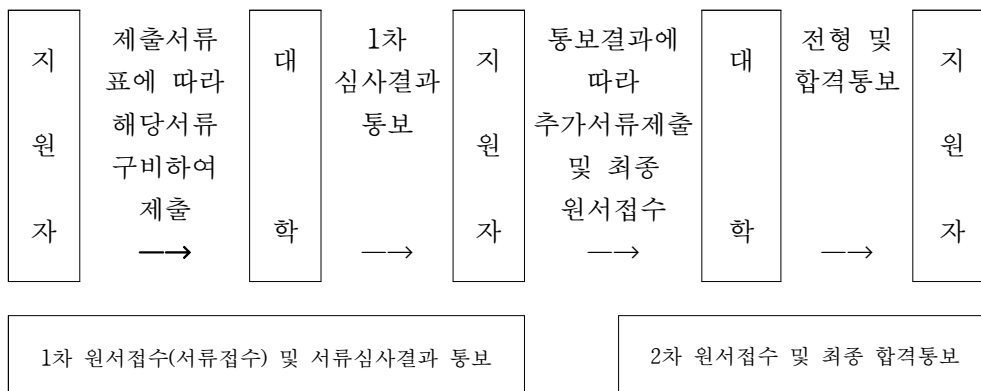 지원자
제출서류
표에 따라
해당서류
구비하여
제출
→
대학
1차
심사결과
통보
→
지원자
통보결과에
따라
추가서류제출
및 최종
원서접수
→
대학
전형 및
합격통보
→
지원자
1차 원서접수(서류접수) 및 서류심사결과 통보
2차 원서접수 및 최종 합격통보